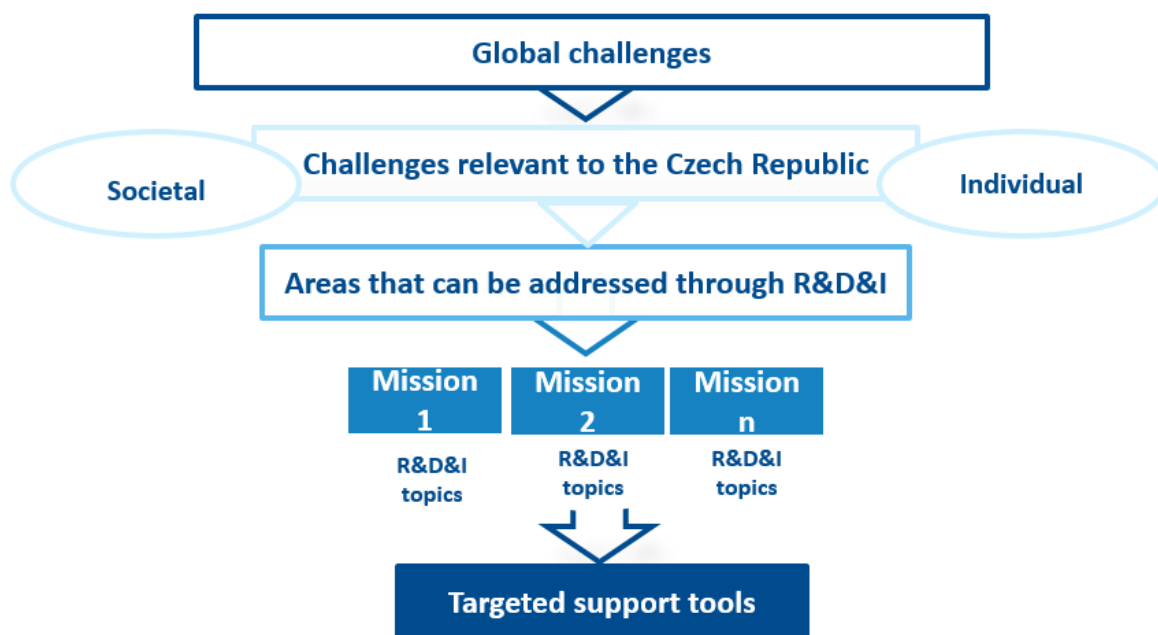 Global challenges
Societal
Challenges relevant to the Czech Republic
Individual
Areas that can be addressed through R&D&I
Mission
1
Mission
2
Mission
n
R&D&I
topics
R&D&I
topics
R&D&I
topics
Targeted support tools